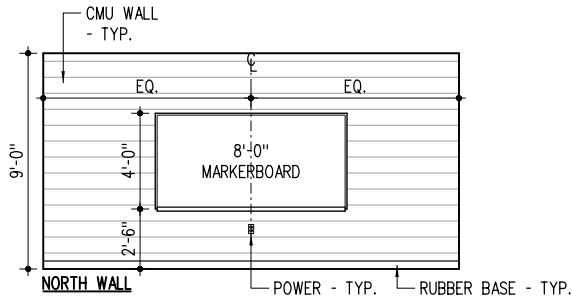 CMU WALL
- TYP.
℄
EQ.
EQ.
9'-0"
4'-0"
8'-0"
MARKERBOARD
2'-6"
NORTH WALL
POWER - TYP.
RUBBER BASE - TYP.